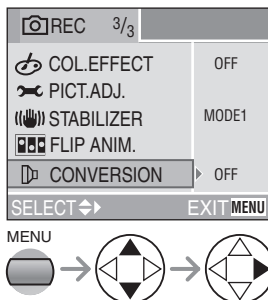 REC 3/3
COL.EFFECT OFF
PICT.ADJ.
STABILIZER MODE1
FLIP ANIM.
CONVERSION OFF
SELECT EXIT MENU
MENU